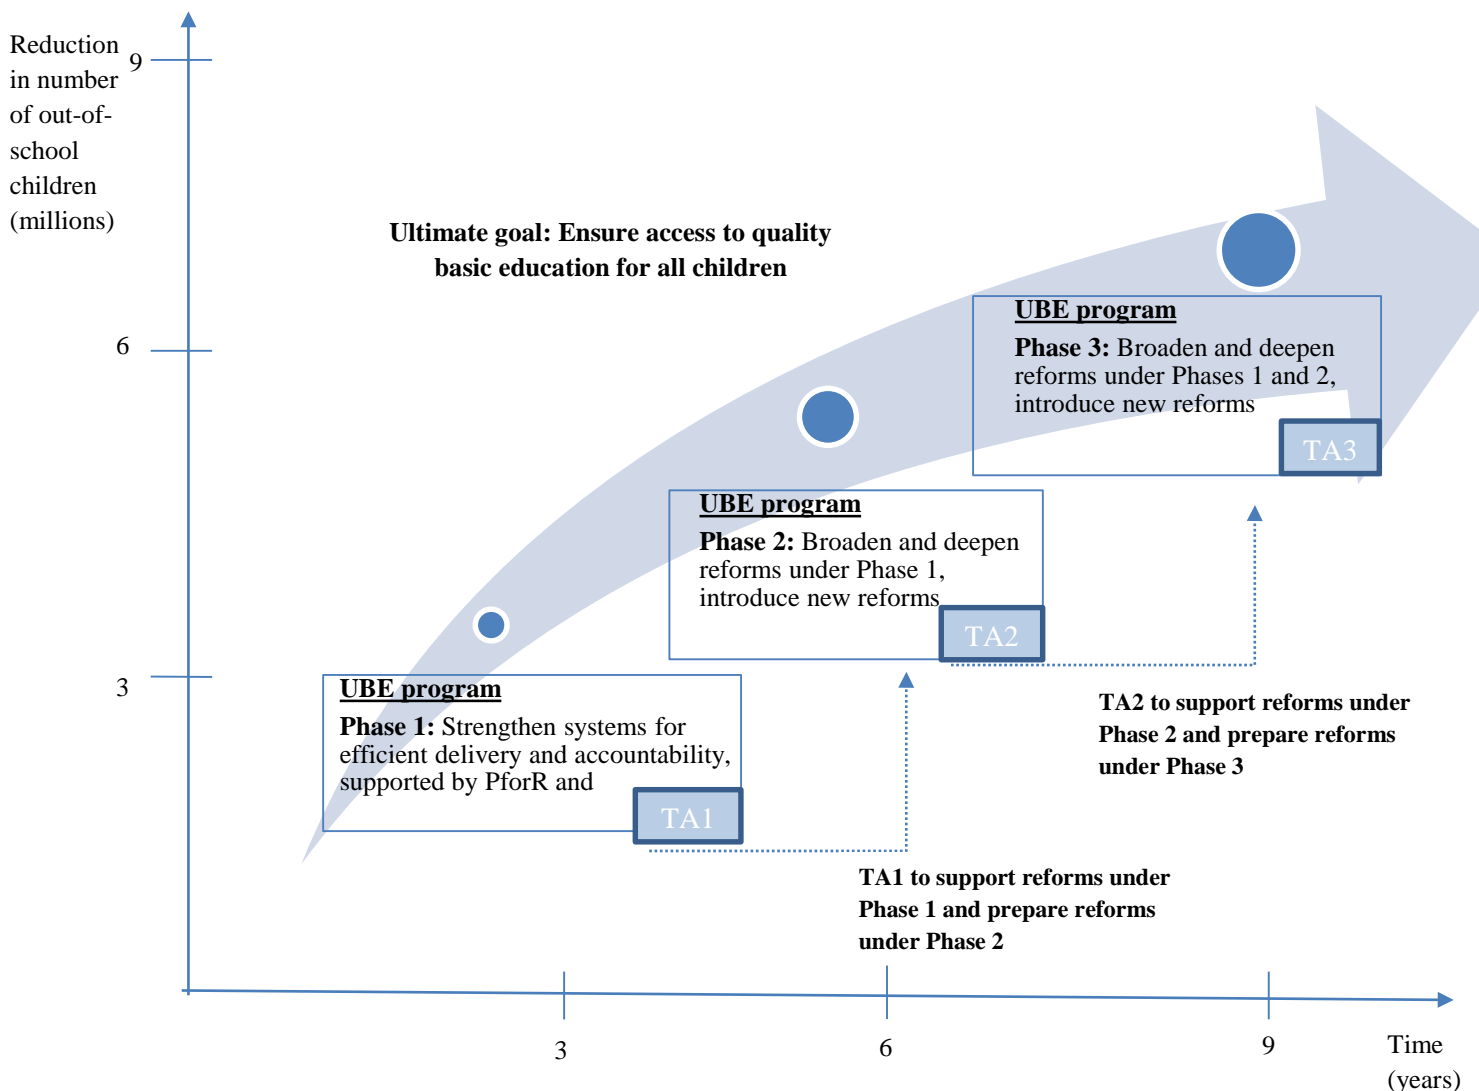 Reduction
in number
of out-of-
school
children
(millions)
9
6
3
Ultimate goal: Ensure access to quality
basic education for all children
UBE program
Phase 3: Broaden and deepen
reforms under Phases 1 and 2,
introduce new reforms
TA3
UBE program
Phase 2: Broaden and deepen
reforms under Phase 1,
introduce new reforms
TA2
UBE program
Phase 1: Strengthen systems for
efficient delivery and accountability,
supported by PforR and
TA1
TA2 to support reforms under
Phase 2 and prepare reforms
under Phase 3
TA1 to support reforms under
Phase 1 and prepare reforms
under Phase 2
3
6
9
Time
(years)